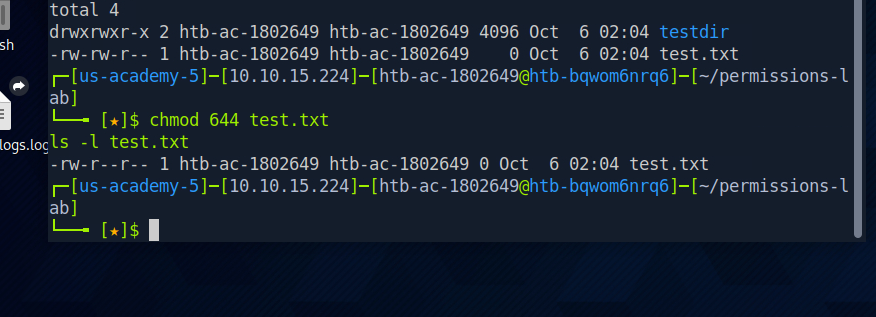 total 4
drwxrwxr-x 2 htb-ac-1802649 htb-ac-1802649 4096 Oct  6 02:04 testdir
-rw-rw-r-- 1 htb-ac-1802649 htb-ac-1802649    0 Oct  6 02:04 test.txt
┌─[us-academy-5]─[10.10.15.224]─[htb-ac-1802649@htb-bqwom6nrq6]─[~/permissions-l
ab]
└──╼ [★]$ chmod 644 test.txt
ls -l test.txt
-rw-r--r-- 1 htb-ac-1802649 htb-ac-1802649 0 Oct  6 02:04 test.txt
┌─[us-academy-5]─[10.10.15.224]─[htb-ac-1802649@htb-bqwom6nrq6]─[~/permissions-l
ab]
└──╼ [★]$
sh
logs.log